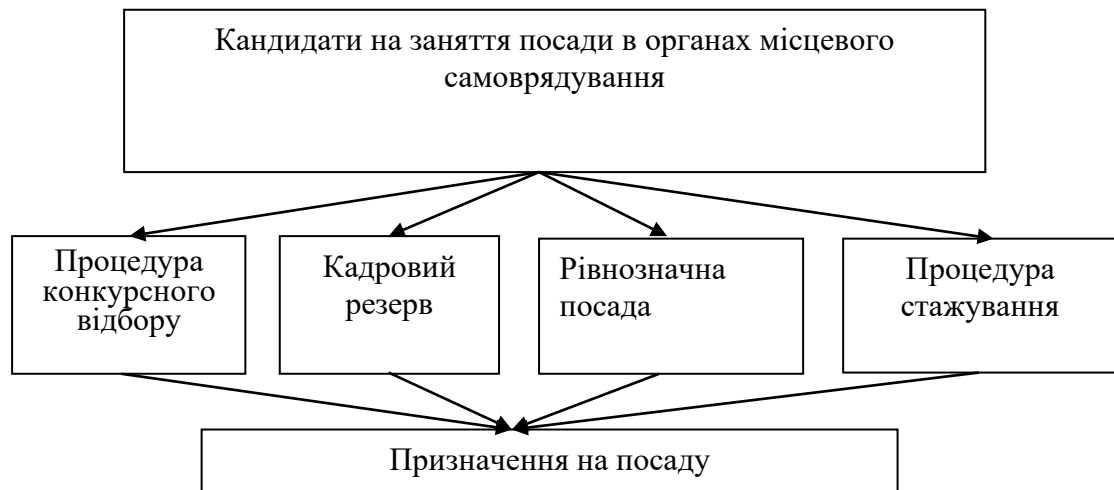 Кандидати на заняття посади в органах місцевого
самоврядування
Процедура
конкурсного
відбору
Кадровий
резерв
Рівнозначна
посада
Процедура
стажування
Призначення на посаду